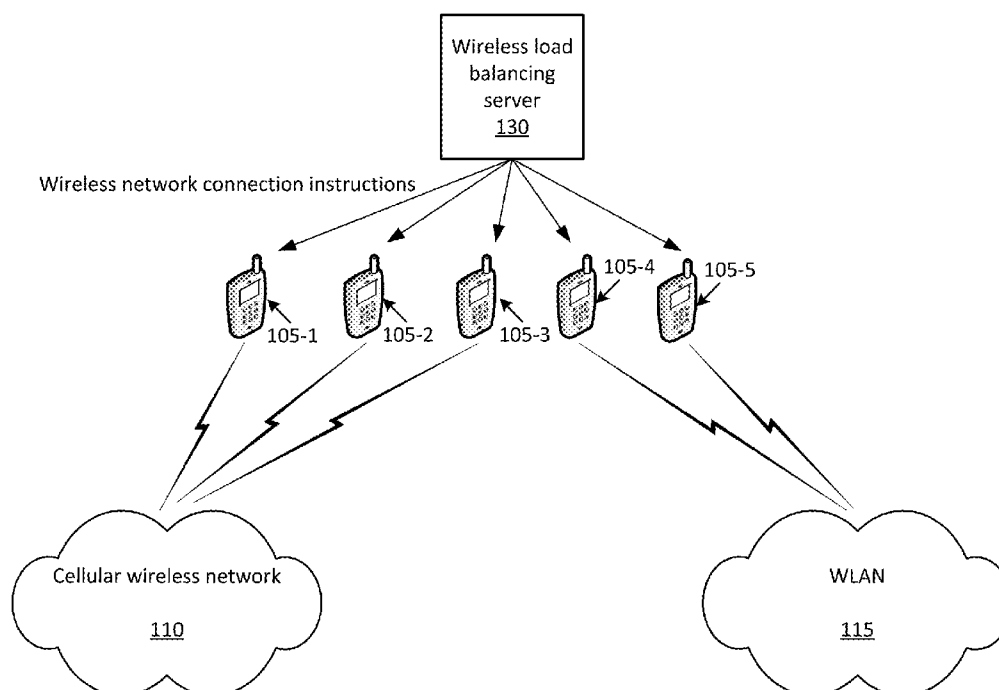 Wireless load
balancing
server
130
Wireless network connection instructions
105-4
105-5
105-1
105-2
105-3
Cellular wireless network
110
WLAN
115